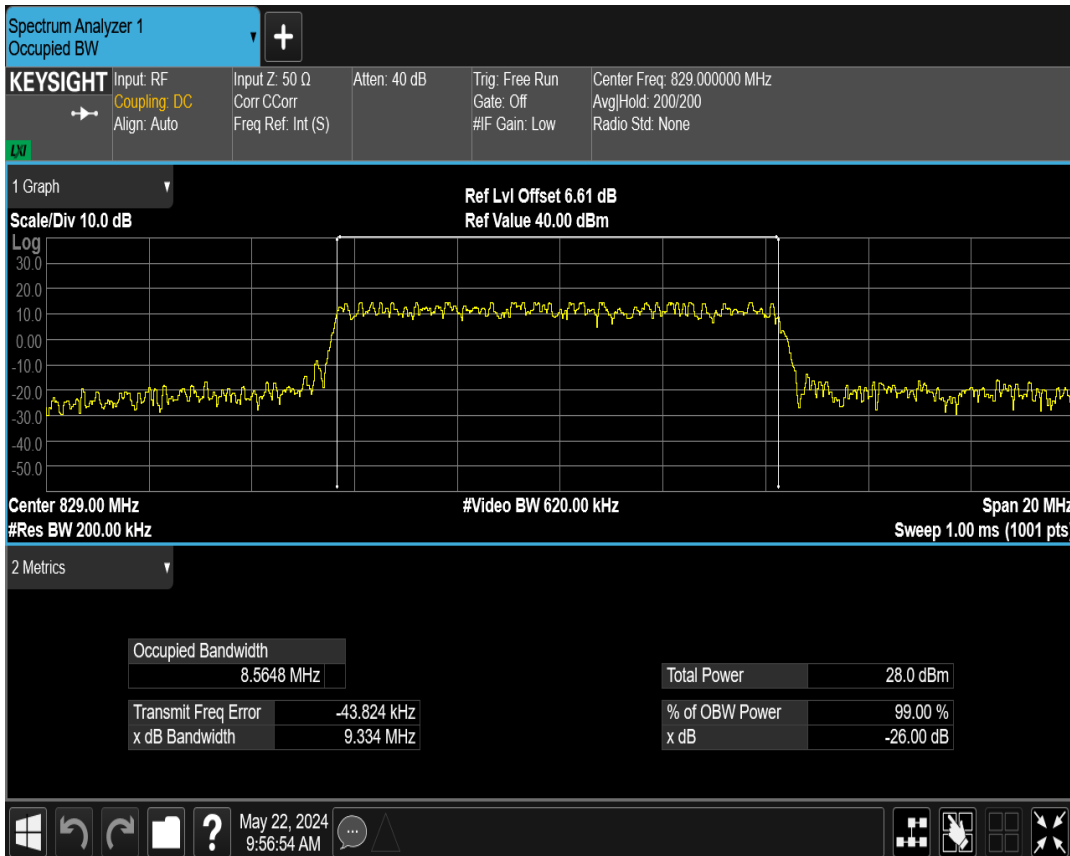 Spectrum Analyzer 1
Occupied BW
KEYSIGHT
LXI
Input: RF
Coupling: DC
Align: Auto
Input Z: 50 Ω
Corr CCorr
Freq Ref: Int (S)
Atten: 40 dB
Trig: Free Run
Gate: Off
#IF Gain: Low
Center Freq: 829.000000 MHz
Avg|Hold: 200/200
Radio Std: None
1 Graph
Scale/Div 10.0 dB
Ref Lvl Offset 6.61 dB
Ref Value 40.00 dBm
Log
30.0
20.0
10.0
0.00
-10.0
-20.0
-30.0
-40.0
-50.0
Center 829.00 MHz
#Res BW 200.00 kHz
#Video BW 620.00 kHz
Span 20 MHz
Sweep 1.00 ms (1001 pts)
2 Metrics
Occupied Bandwidth
8.5648 MHz
Transmit Freq Error -43.824 kHz
x dB Bandwidth 9.334 MHz
Total Power 28.0 dBm
% of OBW Power 99.00 %
x dB -26.00 dB
May 22, 2024
9:56:54 AM